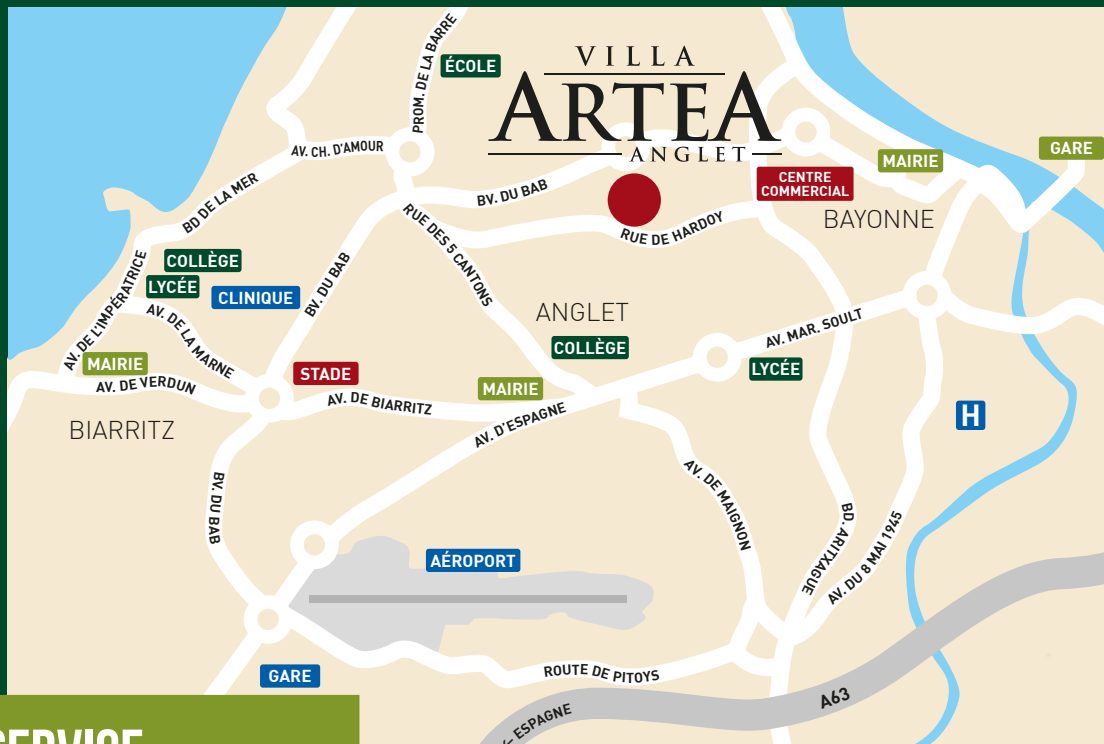 PROM. DE LA BARRE
ÉCOLE
VILLA
ARTEA
ANGLET
AV. CH. D'AMOUR
MAIRIE
GARE
CENTRE
COMMERCIAL
BD DE LA MER
BV. DU BAB
BAYONNE
RUE DE HARDOY
RUE DES 5 CANTONS
COLLÈGE
LYCÉE
CLINIQUE
BV. DU BAB
AV. DE L'IMPÉRATRICE
AV. DE LA MARNE
ANGLET
COLLÈGE
AV. MAR. SOULT
LYCÉE
MAIRIE
AV. DE VERDUN
STADE
AV. DE BIARRITZ
MAIRIE
AV. D'ESPAGNE
BIARRITZ
H
BV. DU BAB
AV. DE MAIGNON
BD. ARITXAGUE
AV. DU 8 MAI 1945
AÉROPORT
GARE
ROUTE DE PITOYS
A63
ESPAGNE
SERVICE